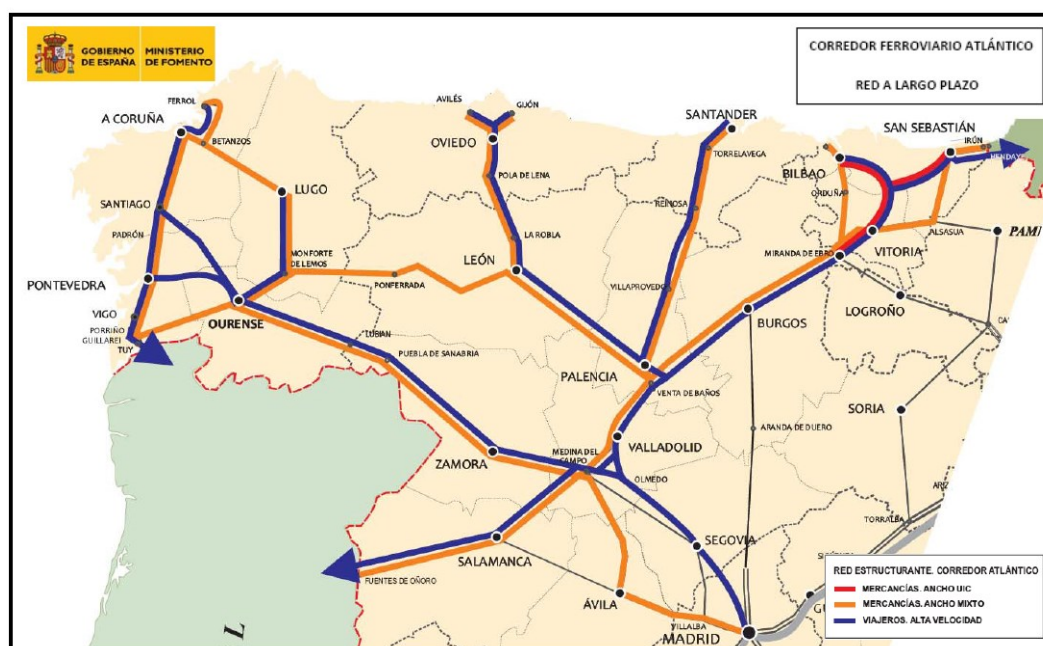 GOBIERNO
DE ESPAÑA
MINISTERIO
DE FOMENTO
CORREDOR FERROVIARIO ATLÁNTICO
RED A LARGO PLAZO
FERROL
A CORUÑA
BETANZOS
AVILÉS
GIJÓN
OVIEDO
SANTANDER
TORRELAVEGA
SAN SEBASTIÁN
IRÚN
BILBAO
ORDUÑA
LUGO
POLA DE LENA
SANTIAGO
REINOSA
PADRÓN
LA ROBLA
ALSASUA
PAMI
MONFORTE
DE LEMOS
LEÓN
MIRANDA DE EBRO
VITORIA
PONTEVEDRA
PONFERRADA
VILLAPROVEDO
LOGROÑO
VIGO
OURENSE
BURGOS
PORRIÑO
GUILLAREI
TUY
LUBIAN
PUEBLA DE SANABRIA
PALENCIA
VENTA DE BAÑOS
SORIA
ARANDA DE DUERO
VALLADOLID
ZAMORA
MEDINA DEL
CAMPO
OLMEDO
TORRALBA
SEGOVIA
SALAMANCA
FUENTES DE OÑORO
ÁVILA
VILLALBA
MADRID
L
RED ESTRUCTURANTE. CORREDOR ATLÁNTICO
MERCANCÍAS. ANCHO UIC
MERCANCÍAS. ANCHO MIXTO
VIAJEROS. ALTA VELOCIDAD